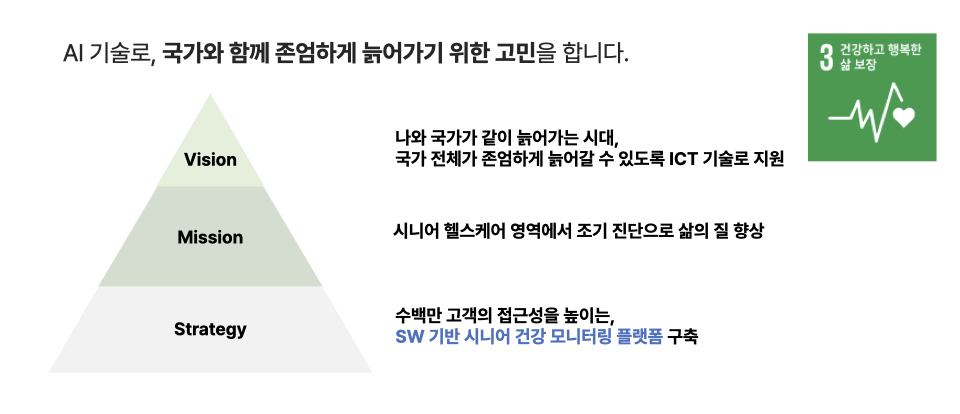 AI 기술로, 국가와 함께 존엄하게 늙어가기 위한 고민을 합니다.
3 건강하고 행복한
삶 보장
Vision
나와 국가가 같이 늙어가는 시대,
국가 전체가 존엄하게 늙어갈 수 있도록 ICT 기술로 지원
Mission
시니어 헬스케어 영역에서 조기 진단으로 삶의 질 향상
Strategy
수백만 고객의 접근성을 높이는,
SW 기반 시니어 건강 모니터링 플랫폼 구축